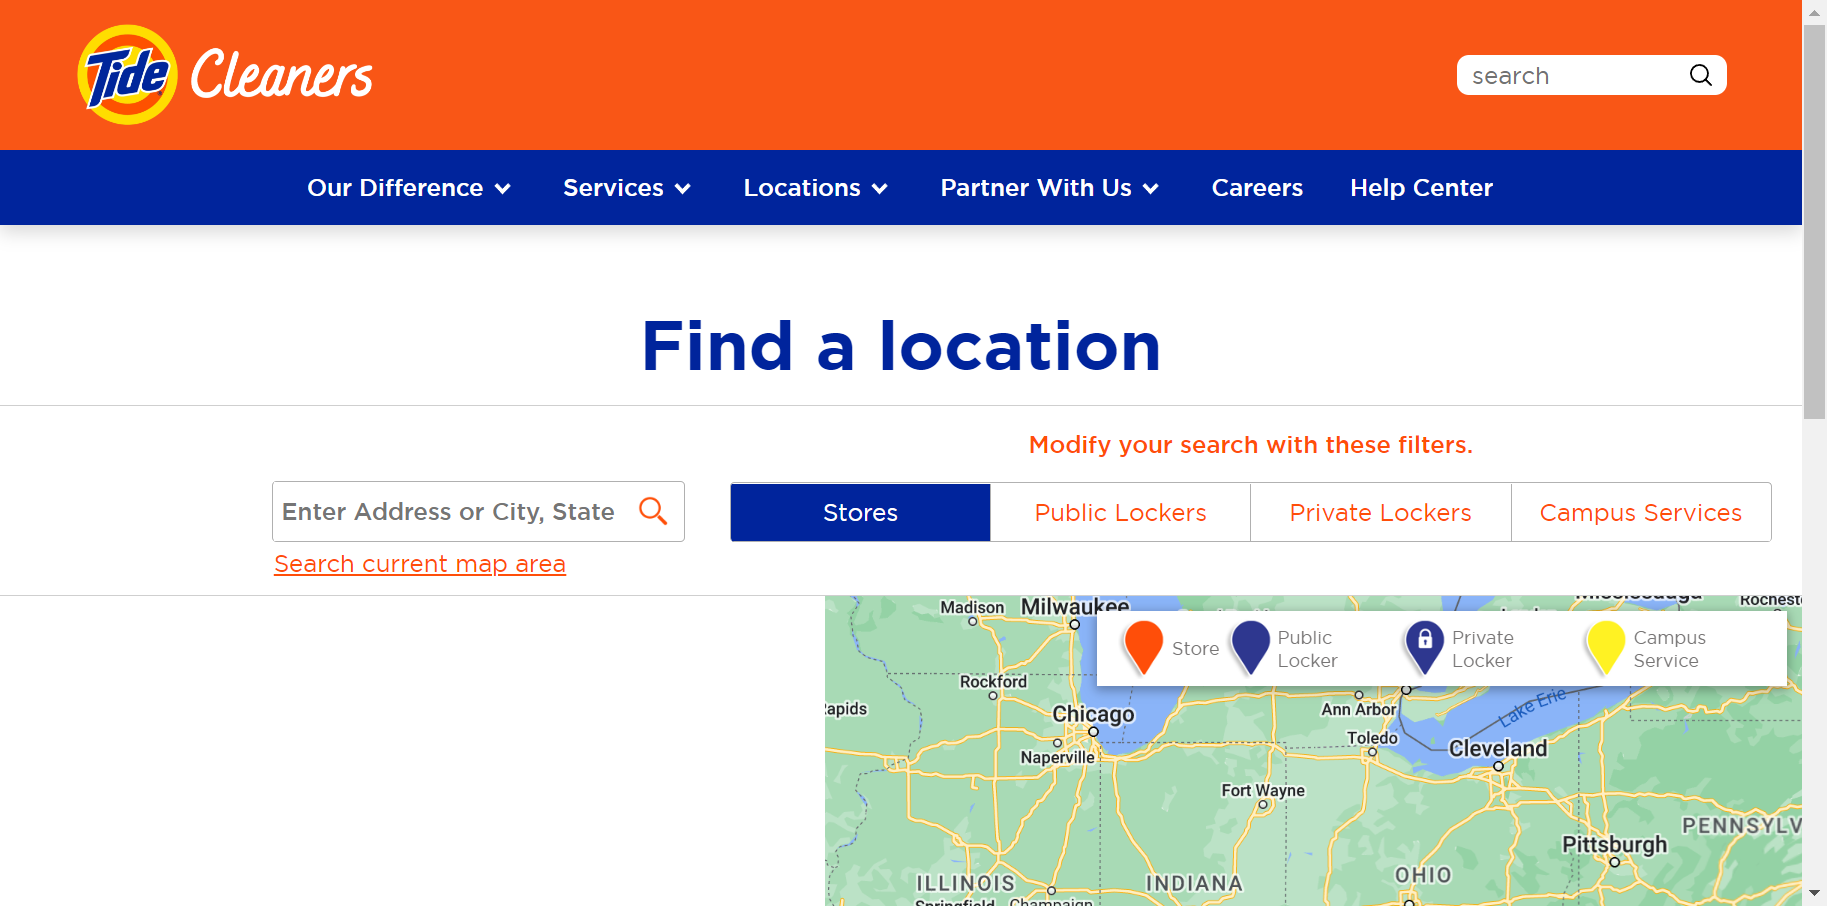 Tide Cleaners
search
Our Difference
Services
Locations
Partner With Us
Careers
Help Center
Find a location
Modify your search with these filters.
Enter Address or City, State
Stores
Public Lockers
Private Lockers
Campus Services
Search current map area
Madison
Milwaukee
Store
Public
Locker
Private
Locker
Campus
Service
Rockford
Chicago
Naperville
Ann Arbor
Lake Erie
Toledo
Cleveland
Fort Wayne
PENNSYLV
Pittsburgh
ILLINOIS
INDIANA
OHIO
Springfield
Champaign